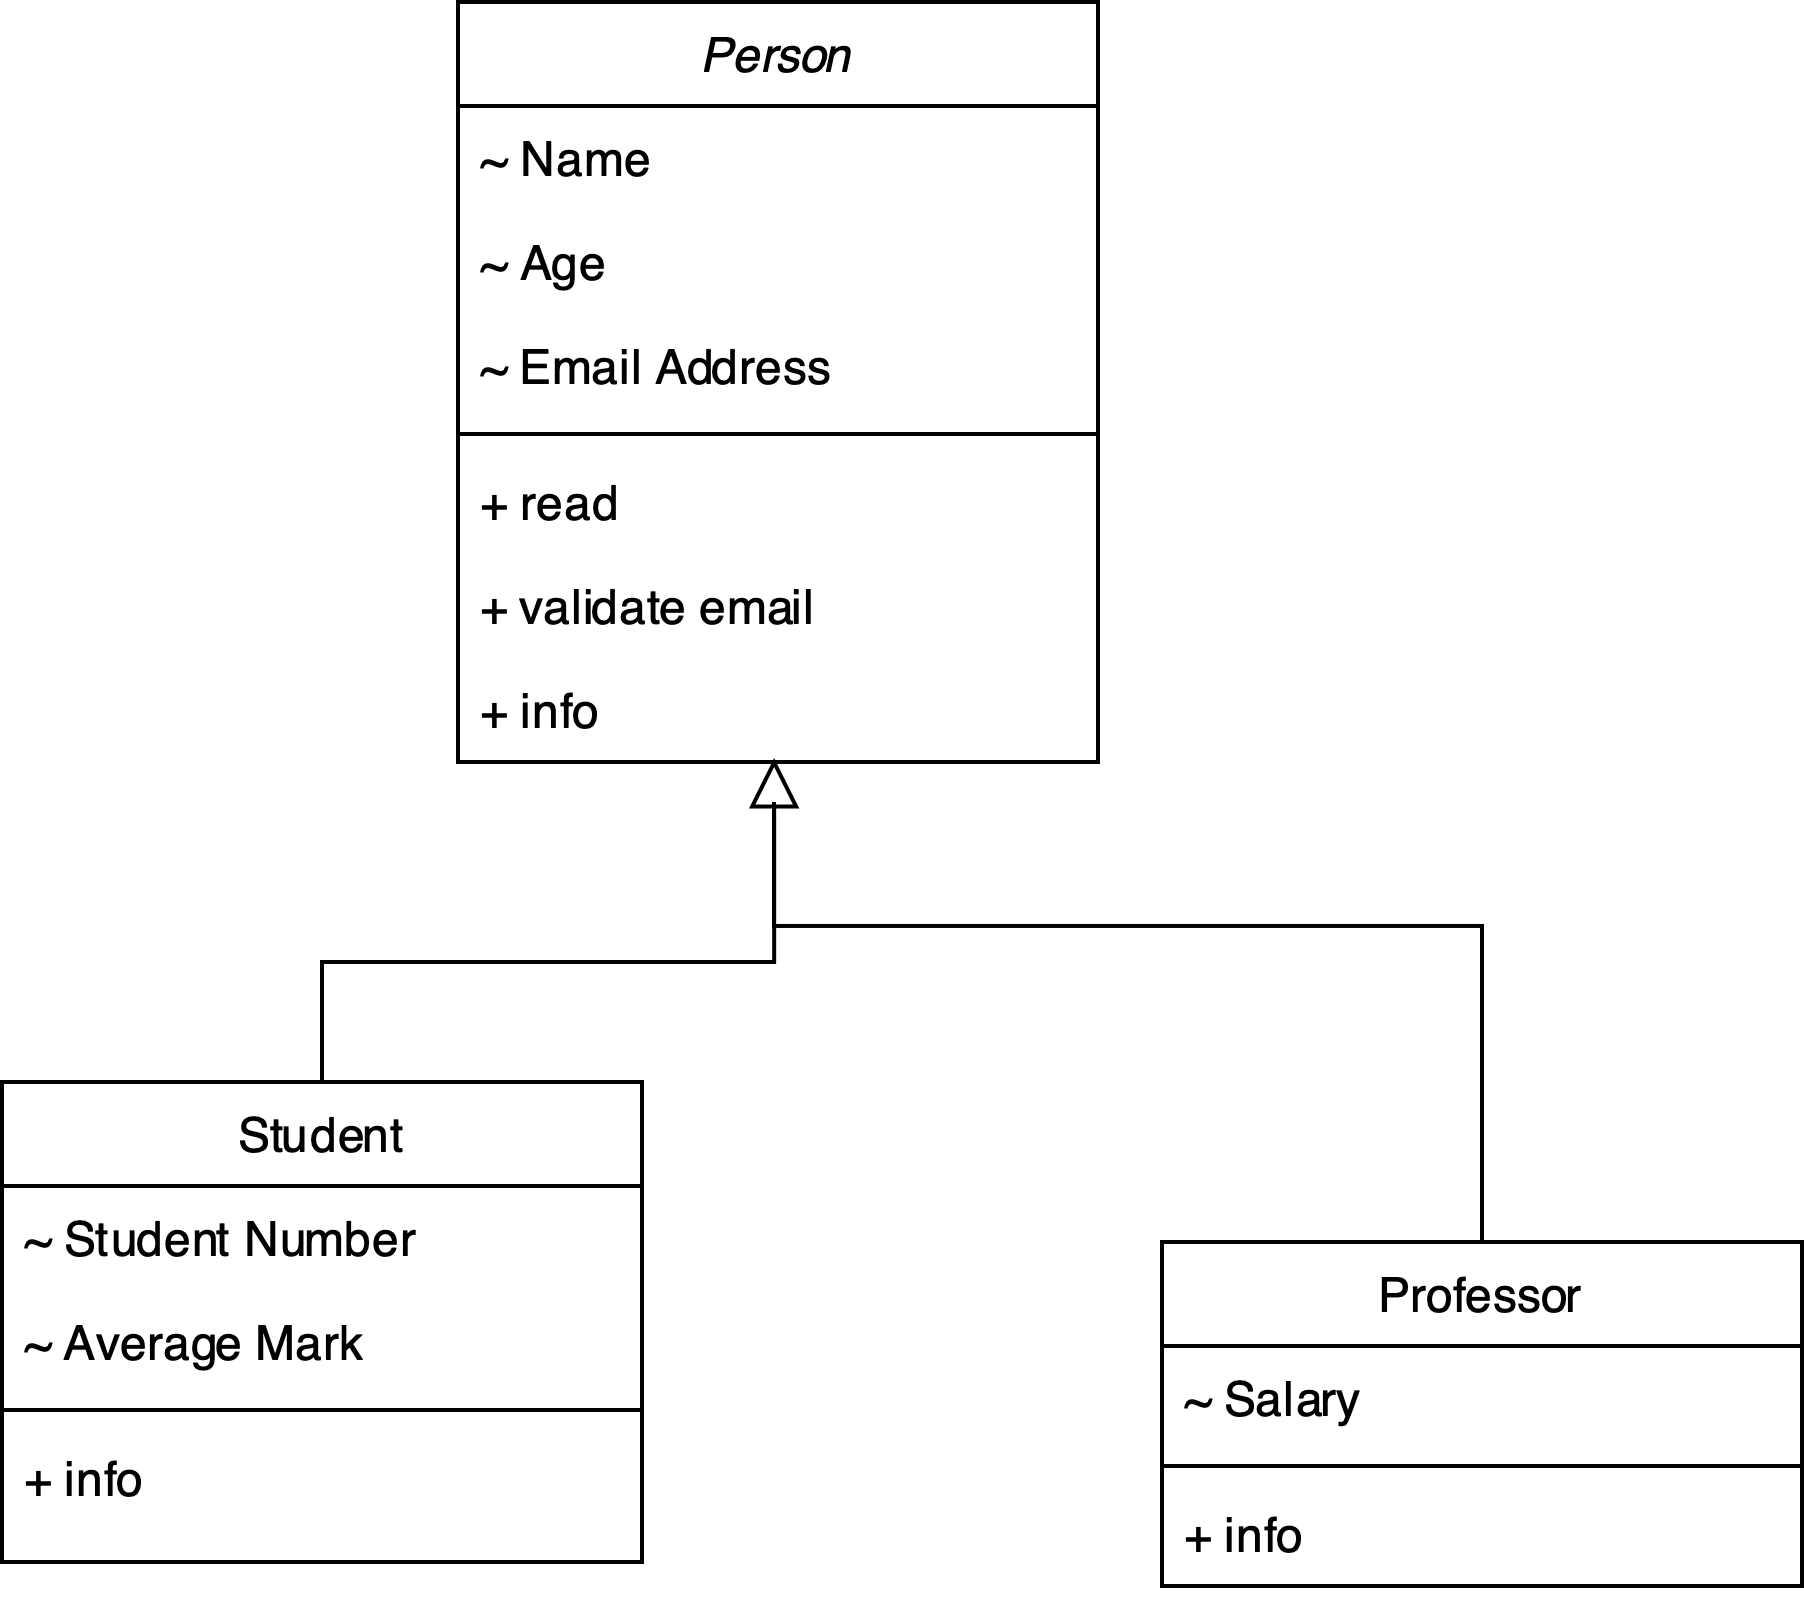 Person
~ Name
~ Age
~ Email Address
+ read
+ validate email
+ info
Student
~ Student Number
~ Average Mark
+ info
Professor
~ Salary
+ info